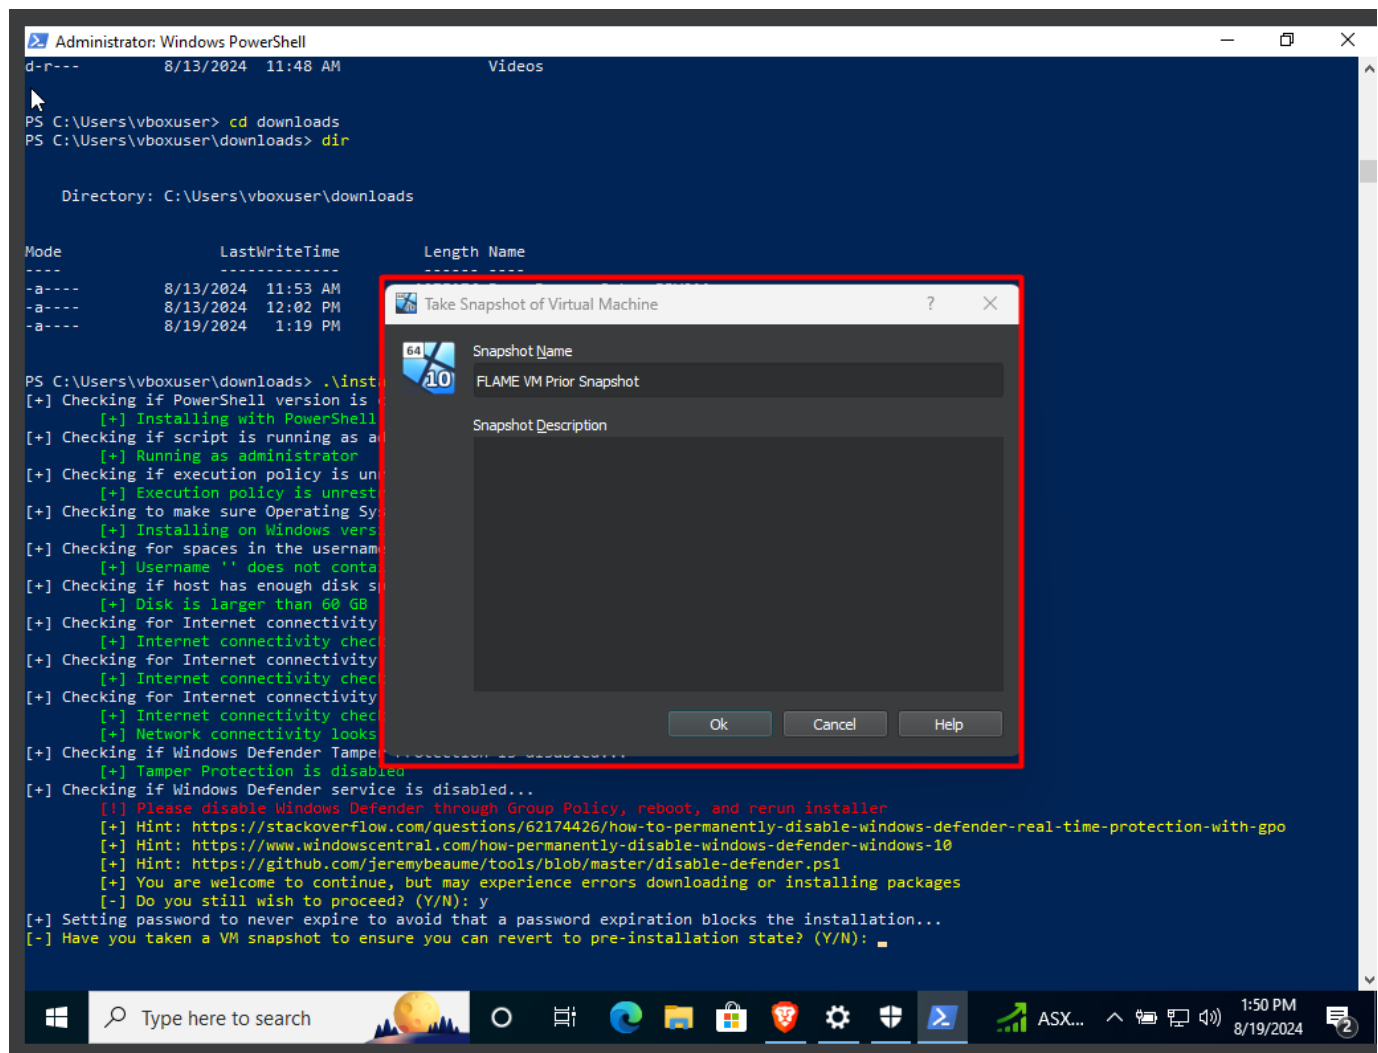 Administrator: Windows PowerShell
d-r--- 8/13/2024 11:48 AM Videos
PS C:\Users\vboxuser> cd downloads
PS C:\Users\vboxuser\downloads> dir
Directory: C:\Users\vboxuser\downloads
Mode LastWriteTime Length Name
---- ------------- ------ ----
-a---- 8/13/2024 11:53 AM
-a---- 8/13/2024 12:02 PM
-a---- 8/19/2024 1:19 PM
PS C:\Users\vboxuser\downloads> .\insta
[+] Checking if PowerShell version is
[+] Installing with PowerShell
[+] Checking if script is running as
[+] Running as administrator
[+] Checking if execution policy is
[+] Execution policy is
[+] Checking to make sure Operating
[+] Installing on Windows
[+] Checking for spaces in the username
[+] Username '' does not
[+] Checking if host has enough disk
[+] Disk is larger than 60 GB
[+] Checking for Internet connectivity
[+] Internet connectivity
[+] Checking for Internet connectivity
[+] Internet connectivity
[+] Checking for Internet connectivity
[+] Internet connectivity
[+] Network connectivity looks
[+] Checking if Windows Defender Tamper Protection is disabled...
[+] Tamper Protection is disabled
[+] Checking if Windows Defender service is disabled...
[!] Please disable Windows Defender through Group Policy, reboot, and rerun installer
[+] Hint: https://stackoverflow.com/questions/62174426/how-to-permanently-disable-windows-defender-real-time-protection-with-gpo
[+] Hint: https://www.windowscentral.com/how-permanently-disable-windows-defender-windows-10
[+] Hint: https://github.com/jeremybeaume/tools/blob/master/disable-defender.ps1
[+] You are welcome to continue, but may experience errors downloading or installing packages
[-] Do you still wish to proceed? (Y/N): y
[+] Setting password to never expire to avoid that a password expiration blocks the installation...
[-] Have you taken a VM snapshot to ensure you can revert to pre-installation state? (Y/N):
Take Snapshot of Virtual Machine ?
64
10
Snapshot Name
FLAME VM Prior Snapshot
Snapshot Description
Ok Cancel Help
Type here to search
ASX...
1:50 PM
8/19/2024
2